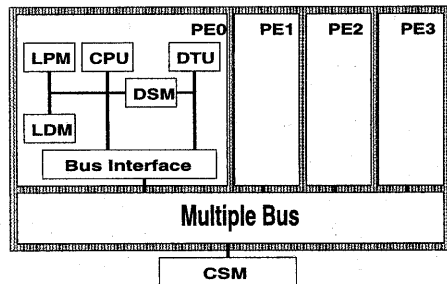 PE0 PE1 PE2 PE3
LPM CPU DTU
DSM
LDM
Bus Interface
Multiple Bus
CSM